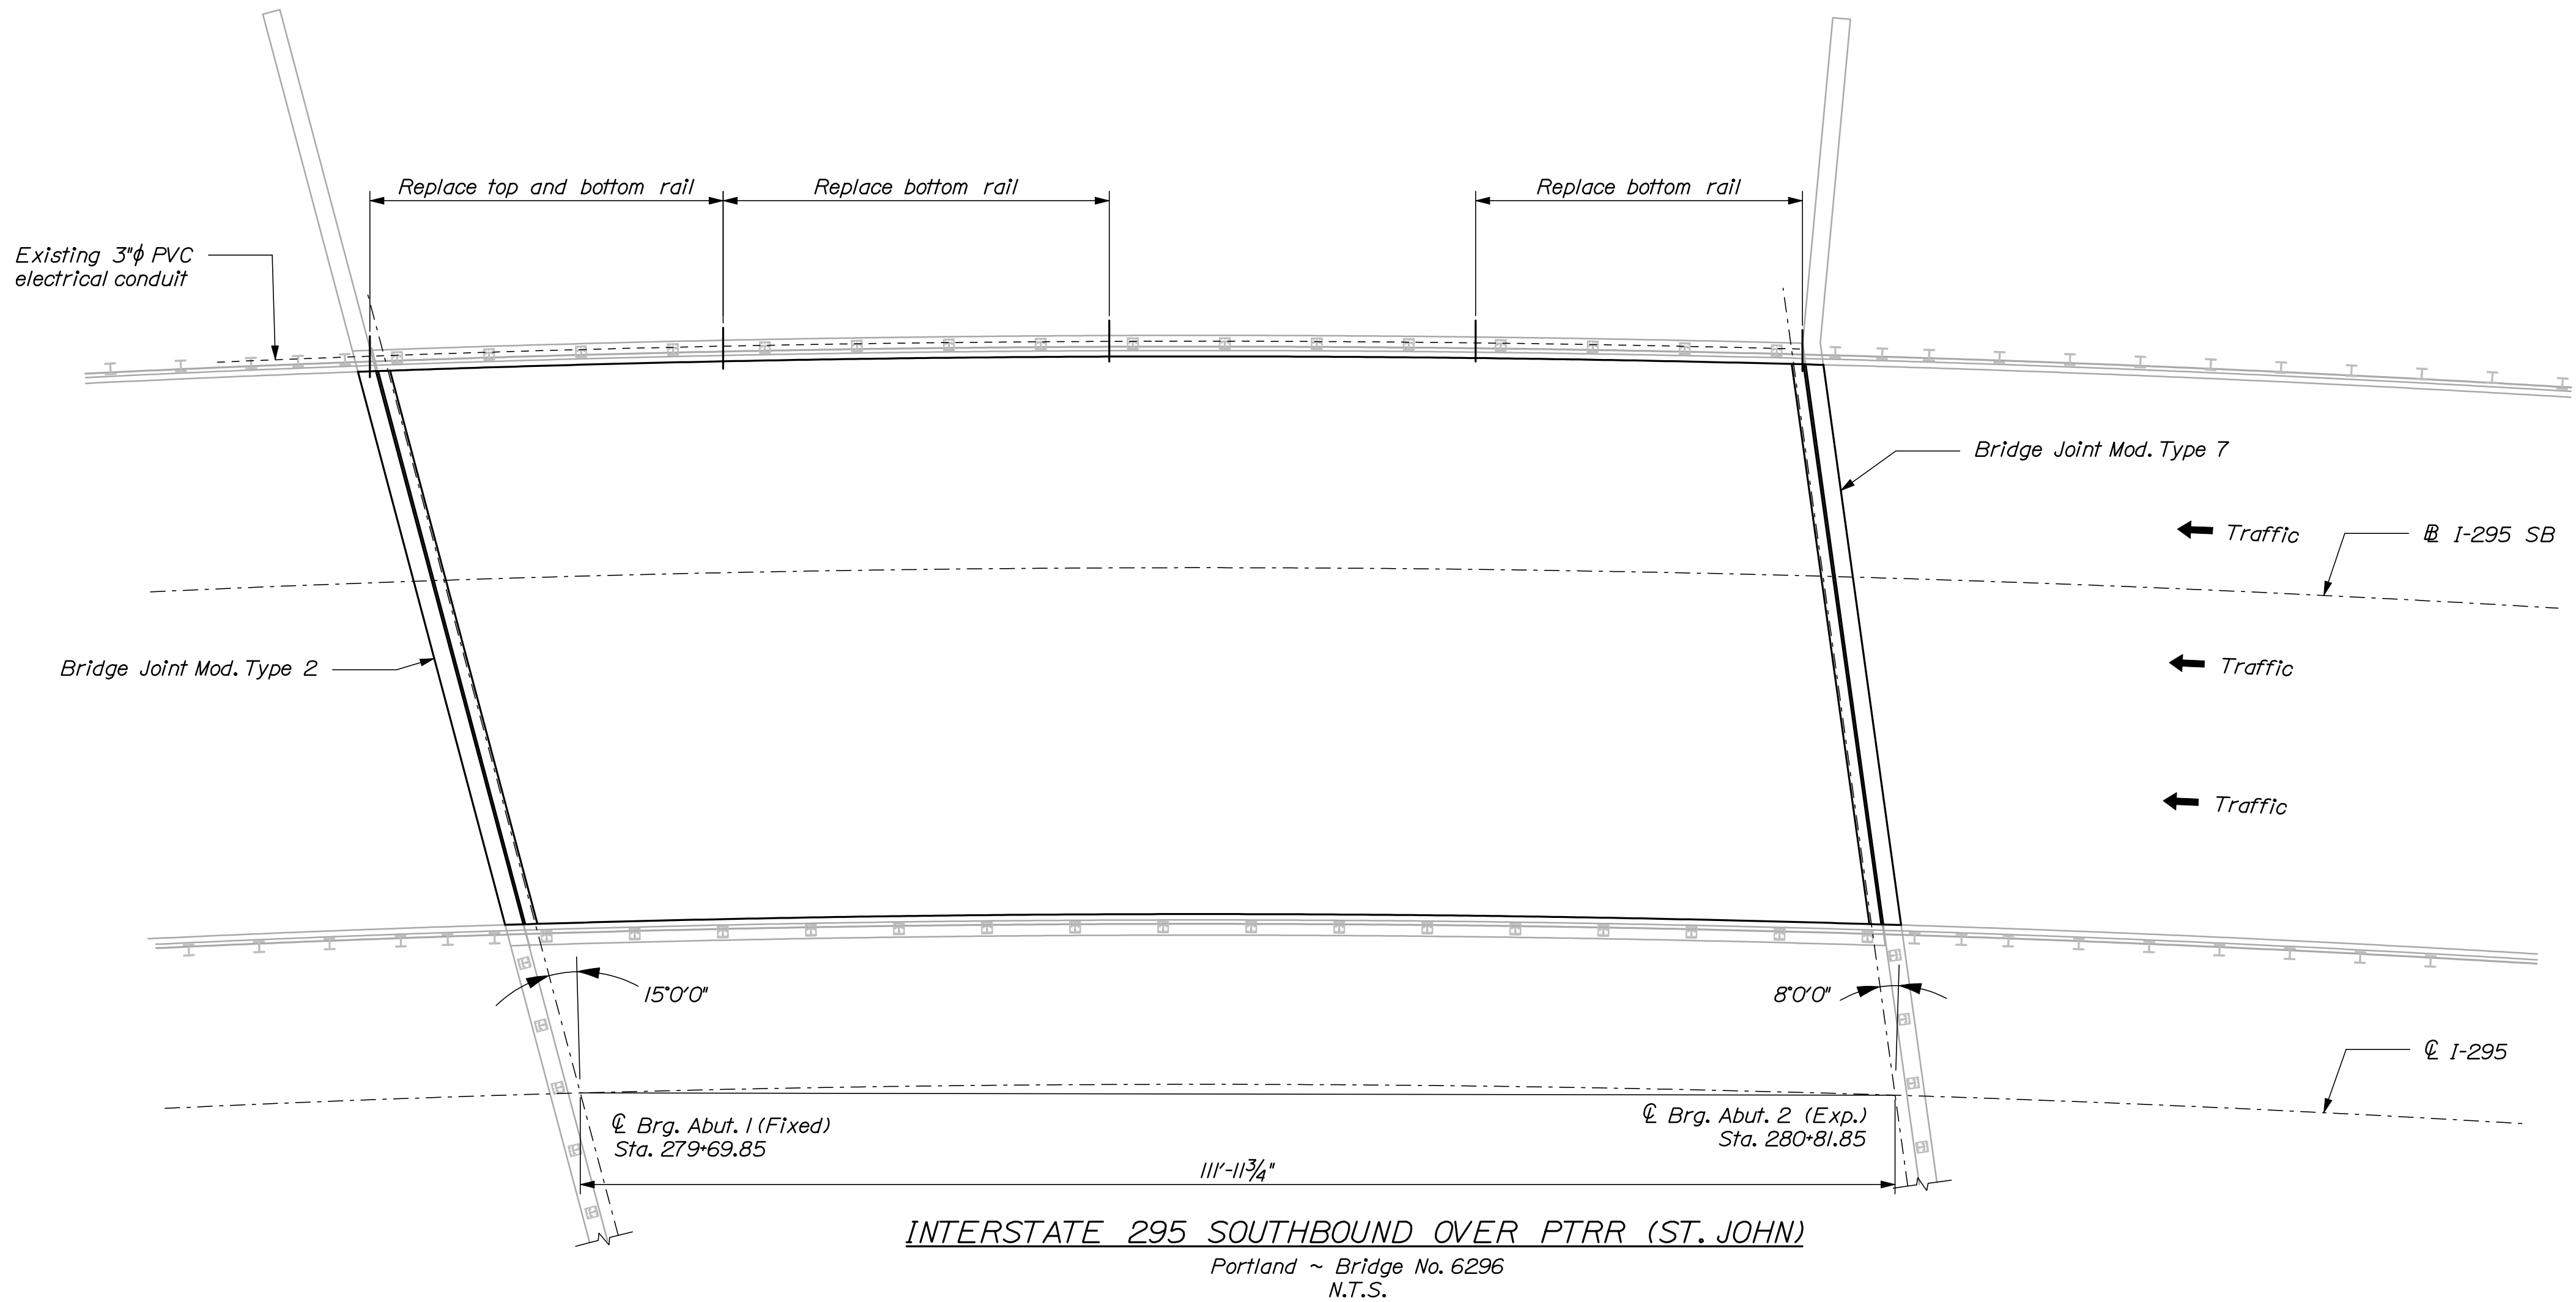 Replace top and bottom rail
Replace bottom rail
Replace bottom rail
Existing 3"ϕ PVC
electrical conduit
Bridge Joint Mod. Type 7
Traffic
℄ I-295 SB
Traffic
Bridge Joint Mod. Type 2
Traffic
15°0'0"
8°0'0"
℄ I-295
℄ Brg. Abut. 1 (Fixed)
Sta. 279+69.85
℄ Brg. Abut. 2 (Exp.)
Sta. 280+81.85
111'-11¾"
INTERSTATE 295 SOUTHBOUND OVER PTRR (ST. JOHN)
Portland ~ Bridge No. 6296
N.T.S.